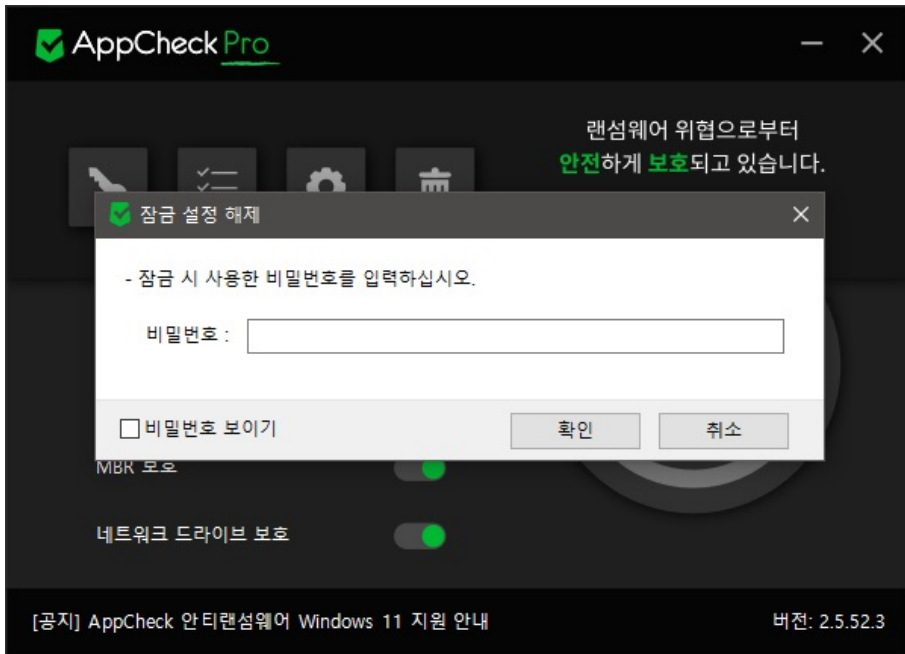 AppCheck Pro
랜섬웨어 위협으로부터
안전하게 보호되고 있습니다.
잠금 설정 해제
- 잠금 시 사용한 비밀번호를 입력하십시오.
비밀번호 :
비밀번호 보이기
확인
취소
MBR 보호
네트워크 드라이브 보호
[공지] AppCheck 안티랜섬웨어 Windows 11 지원 안내
버전: 2.5.52.3